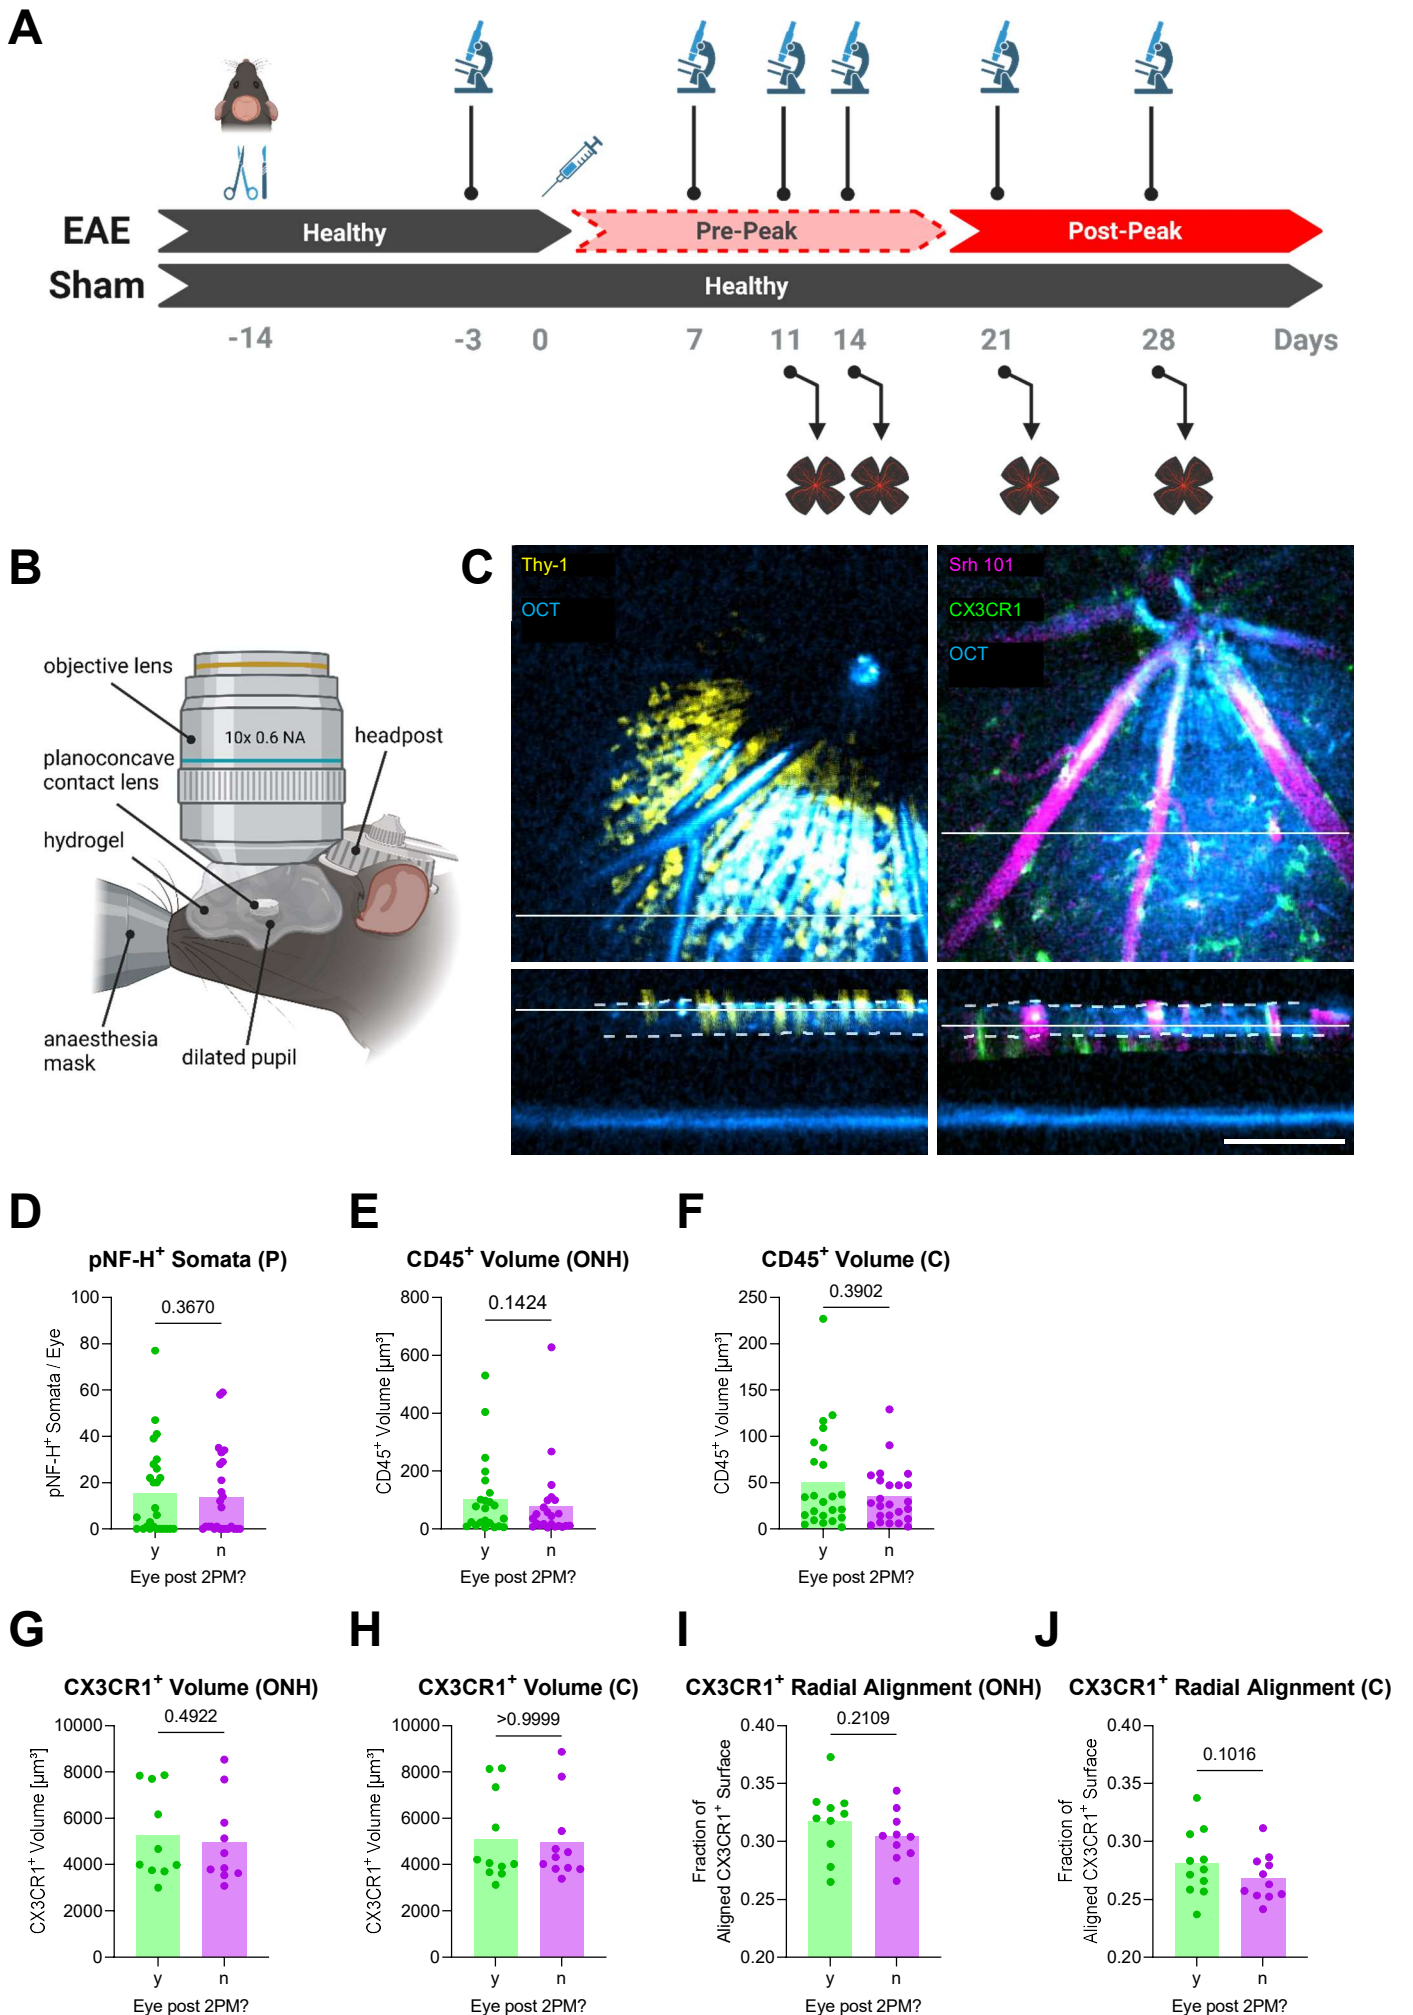 A
EAE
Healthy
Pre-Peak
Post-Peak
Sham
Healthy
-14
-3
0
7
11
14
21
28
Days
B
objective lens
10x 0.6 NA
headpost
planoconcave
contact lens
hydrogel
anaesthesia
mask
dilated pupil
C
Thy-1
OCT
Srh 101
CX3CR1
OCT
D
pNF-H+ Somata (P)
pNF-H+ Somata / Eye
100
80
60
40
20
0
0.3670
y
n
Eye post 2PM?
E
CD45+ Volume (ONH)
CD45+ Volume [µm³]
800
600
400
200
0
0.1424
y
n
Eye post 2PM?
F
CD45+ Volume (C)
CD45+ Volume [µm³]
250
200
150
100
50
0
0.3902
y
n
Eye post 2PM?
G
CX3CR1+ Volume (ONH)
CX3CR1+ Volume [µm³]
10000
8000
6000
4000
2000
0
0.4922
y
n
Eye post 2PM?
H
CX3CR1+ Volume (C)
CX3CR1+ Volume [µm³]
10000
8000
6000
4000
2000
0
>0.9999
y
n
Eye post 2PM?
I
CX3CR1+ Radial Alignment (ONH)
Fraction of
Aligned CX3CR1+ Surface
0.40
0.35
0.30
0.25
0.20
0.2109
y
n
Eye post 2PM?
J
CX3CR1+ Radial Alignment (C)
Fraction of
Aligned CX3CR1+ Surface
0.40
0.35
0.30
0.25
0.20
0.1016
y
n
Eye post 2PM?